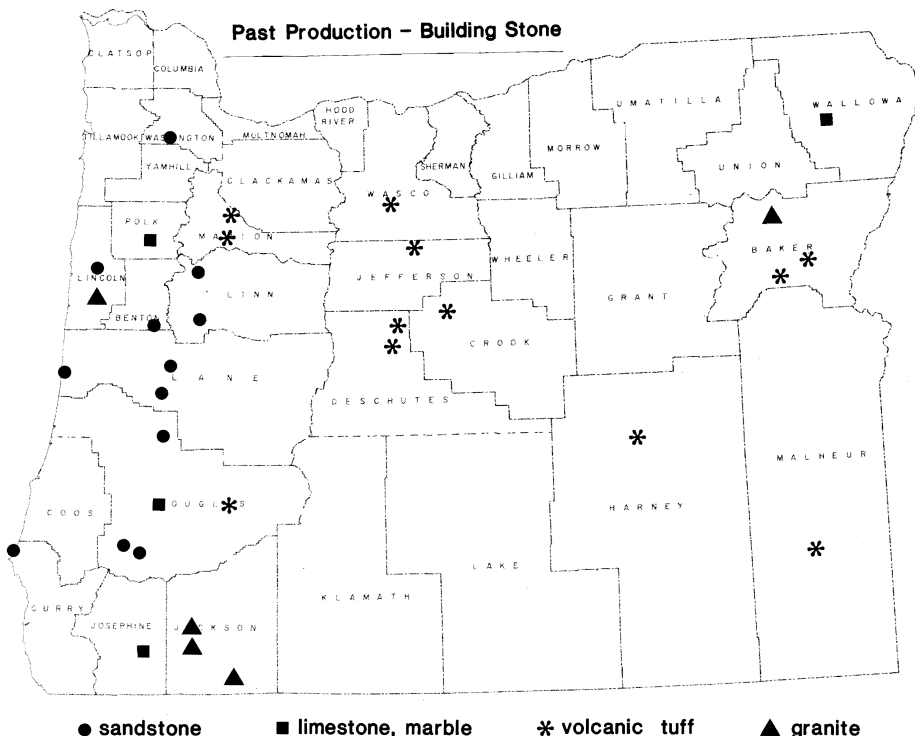 Past Production – Building Stone
CLATSOP
COLUMBIA
HOOD
RIVER
UMATILLA
WALLOWA
TILLAMOOK
WASHINGTON
MULTNOMAH
MORROW
YAMHILL
SHERMAN
UNION
GILLIAM
CLACKAMAS
WASCO
POLK
MARION
BAKER
WHEELER
JEFFERSON
LINCOLN
LINN
GRANT
BENTON
CROOK
LANE
DESCHUTES
MALHEUR
DOUGLAS
HARNEY
COOS
LAKE
KLAMATH
CURRY
JOSEPHINE
JACKSON
sandstone
limestone, marble
volcanic tuff
granite